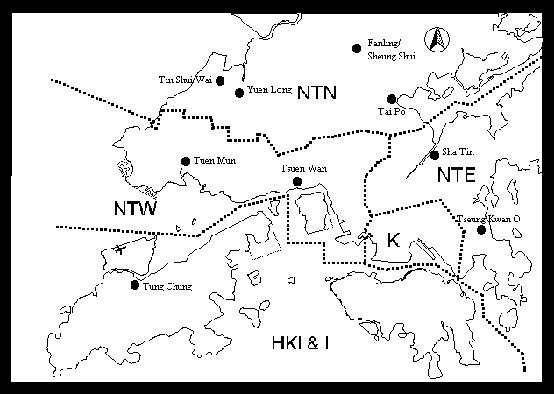 Fanling/
Sheung Shui
Tin Shui Wai
Yuen Long
NTN
Tai Po
Sha Tin
Tuen Mun
Tsuen Wan
NTE
NTW
Tseung Kwan O
K
Tung Chung
HKI & I